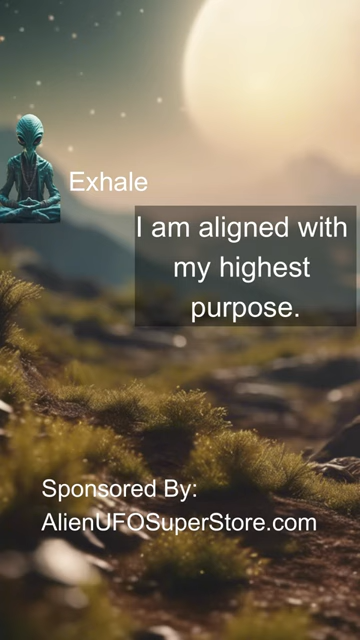 Exhale
I am aligned with
my highest
purpose.
Sponsored By:
AlienUFOSuperStore.com